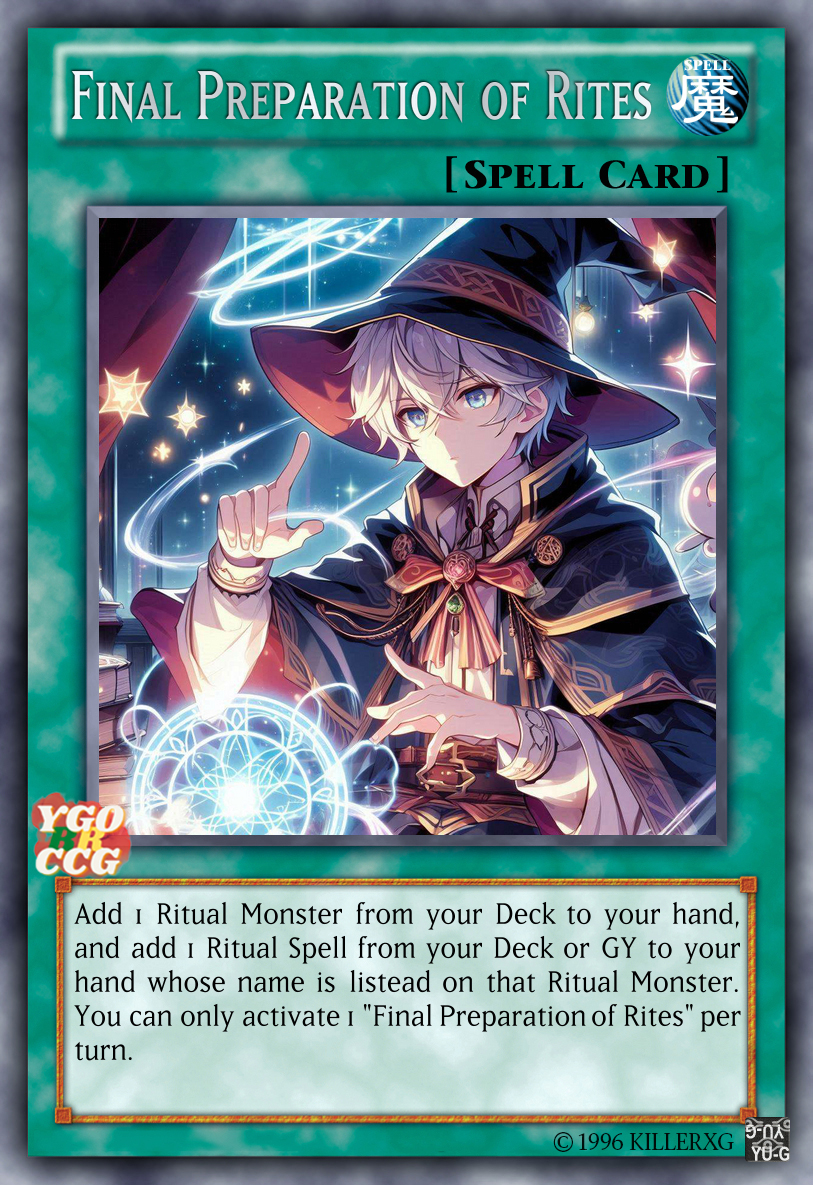 FINAL PREPARATION OF RITES
SPELL
魔
[SPELL CARD]
YGO
BR
CCG
Add 1 Ritual Monster from your Deck to your hand,
and add 1 Ritual Spell from your Deck or GY to your
hand whose name is listead on that Ritual Monster.
You can only activate 1 "Final Preparation of Rites" per
turn.
© 1996 KILLERXG
YU-G